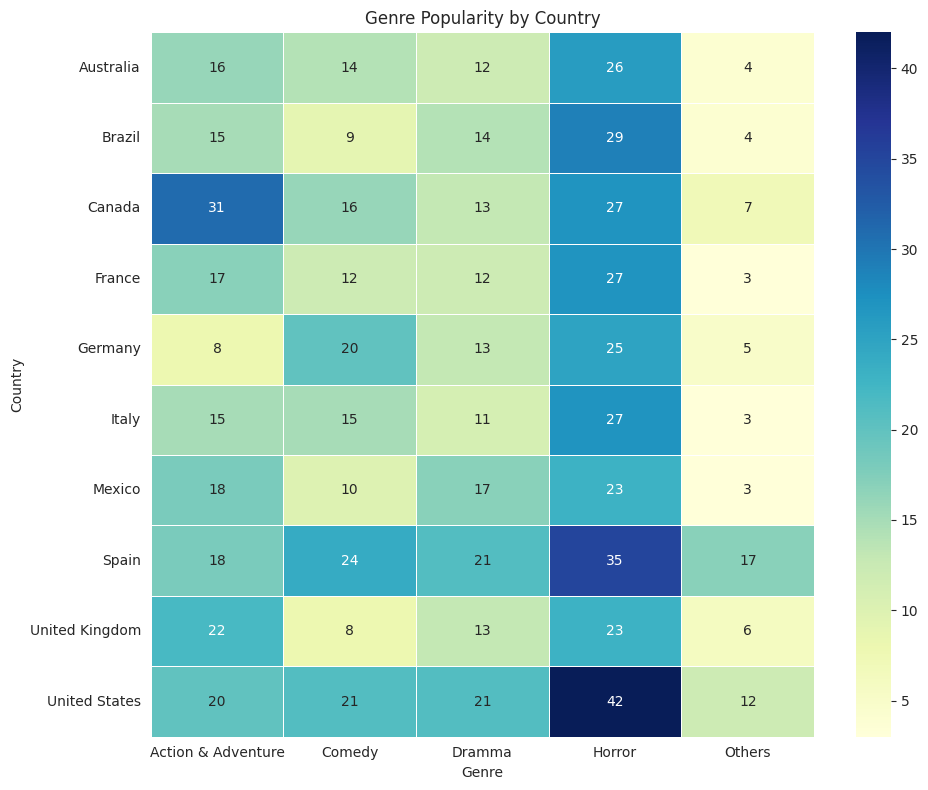 Genre Popularity by Country
Country
Australia 16 14 12 26 4
Brazil 15 9 14 29 4
Canada 31 16 13 27 7
France 17 12 12 27 3
Germany 8 20 13 25 5
Italy 15 15 11 27 3
Mexico 18 10 17 23 3
Spain 18 24 21 35 17
United Kingdom 22 8 13 23 6
United States 20 21 21 42 12
Action & Adventure Comedy Dramma Horror Others
Genre
40
35
30
25
20
15
10
5